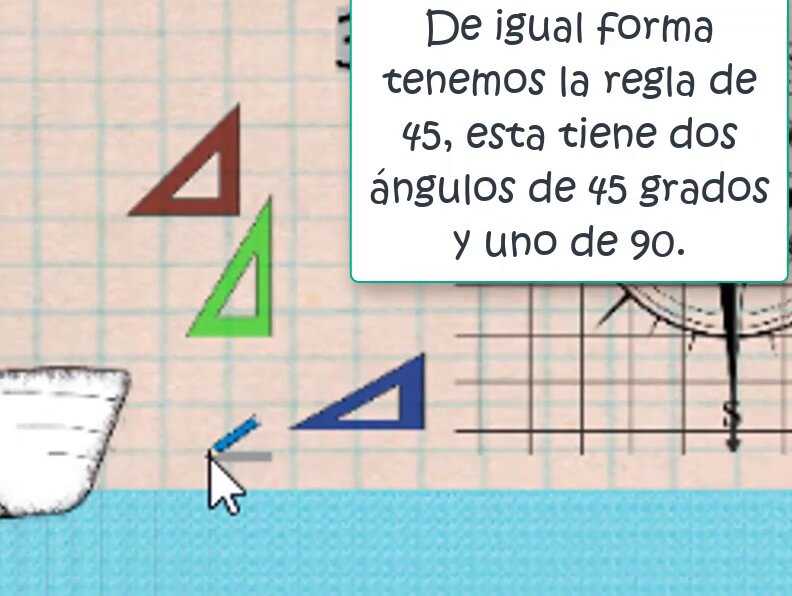 De igual forma
tenemos la regla de
45, esta tiene dos
ángulos de 45 grados
y uno de 90.
S